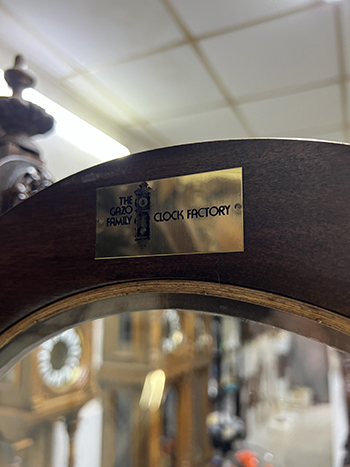 THE
GAZO
FAMILY
CLOCK FACTORY